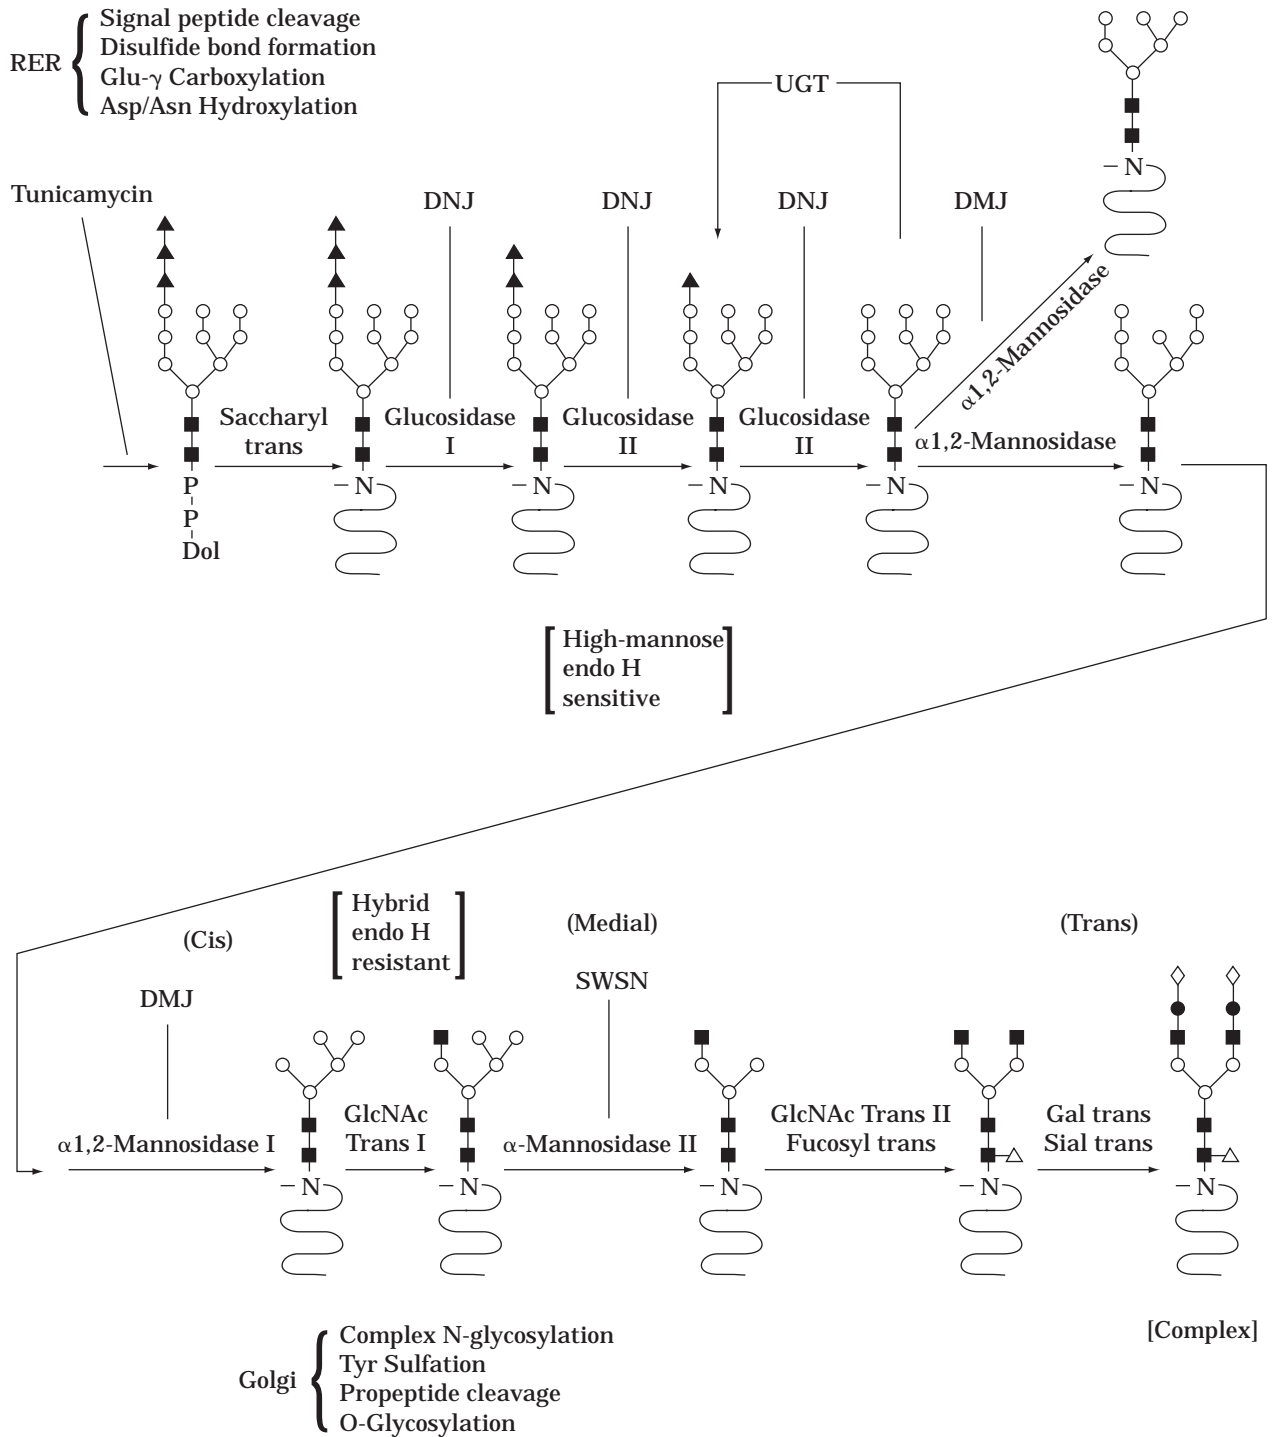 RER
Signal peptide cleavage
Disulfide bond formation
Glu-γ Carboxylation
Asp/Asn Hydroxylation
UGT
Tunicamycin
DNJ
DNJ
DNJ
DMJ
– N
α1,2-Mannosidase
Saccharyl
trans
Glucosidase
I
Glucosidase
II
Glucosidase
II
α1,2-Mannosidase
P
P
Dol
– N
– N
– N
– N
– N
High-mannose
endo H
sensitive
(Cis)
Hybrid
endo H
resistant
(Medial)
(Trans)
DMJ
SWSN
α1,2-Mannosidase I
GlcNAc
Trans I
α-Mannosidase II
GlcNAc Trans II
Fucosyl trans
Gal trans
Sial trans
– N
– N
– N
– N
– N
[Complex]
Golgi
Complex N-glycosylation
Tyr Sulfation
Propeptide cleavage
O-Glycosylation